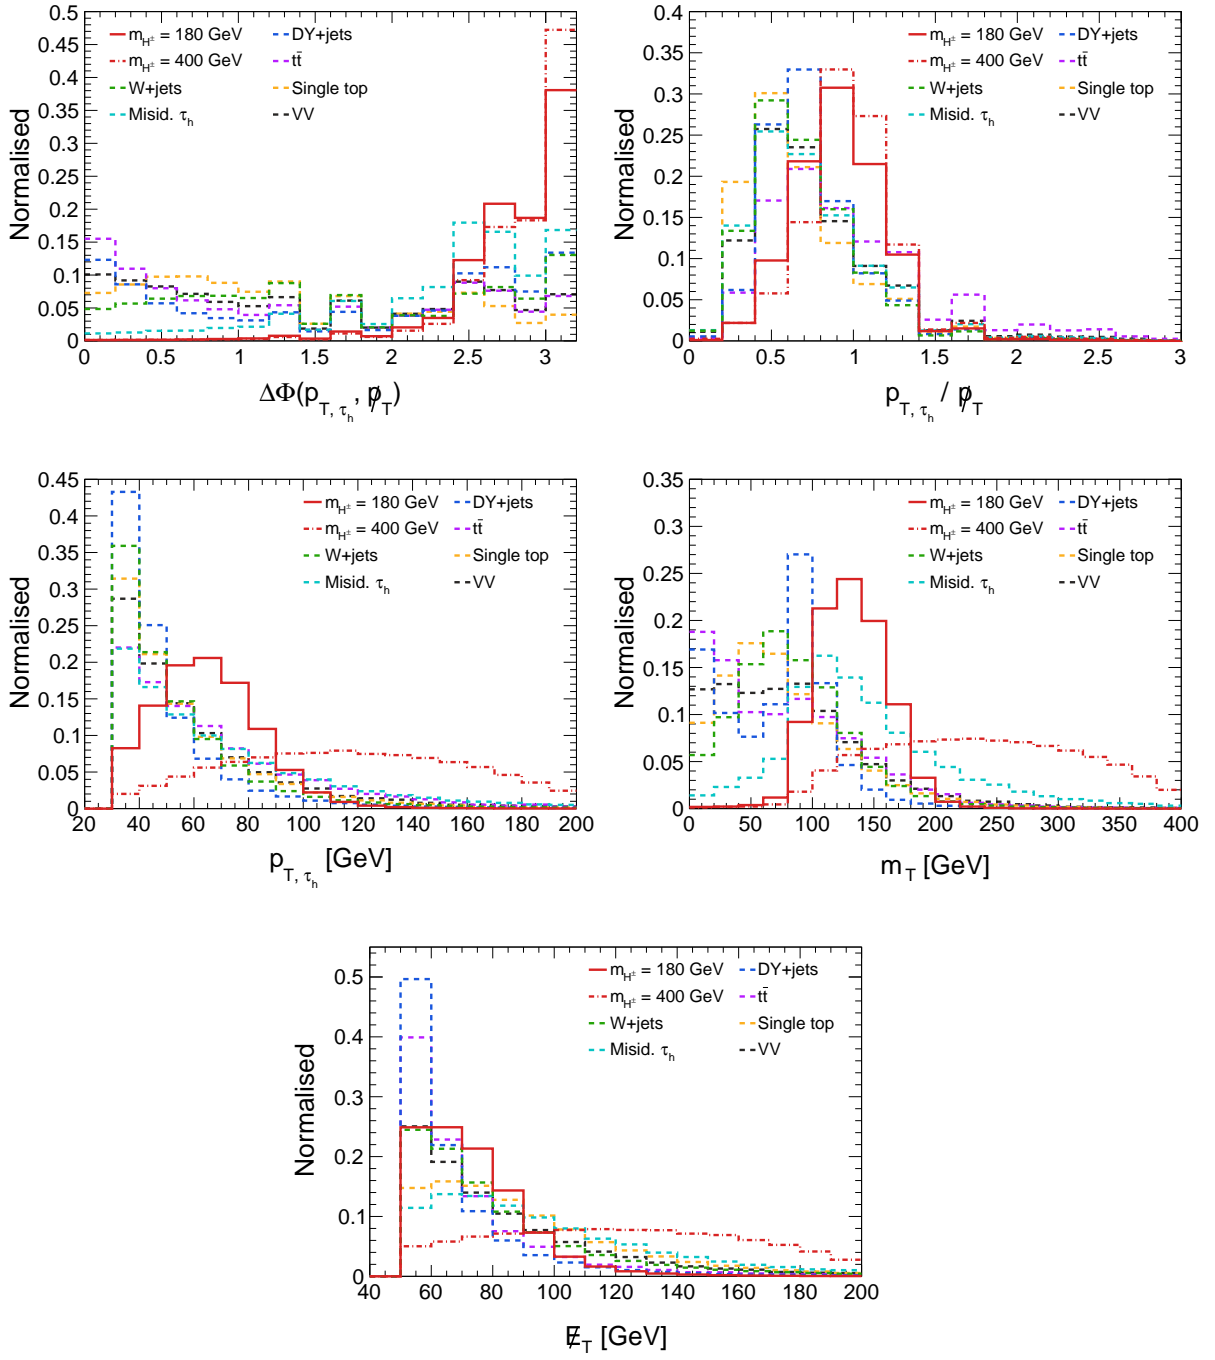 Normalised
0.5
0.45
0.4
0.35
0.3
0.25
0.2
0.15
0.1
0.05
0
m_H± = 180 GeV
m_H± = 400 GeV
W+jets
Misid. τ_h
DY+jets
tt̄
Single top
VV
0 0.5 1 1.5 2 2.5 3
ΔΦ(p_T, τ_h, p̸_T)
Normalised
0.4
0.35
0.3
0.25
0.2
0.15
0.1
0.05
0
m_H± = 180 GeV
m_H± = 400 GeV
W+jets
Misid. τ_h
DY+jets
tt̄
Single top
VV
0 0.5 1 1.5 2 2.5 3
p_T, τ_h / p̸_T
Normalised
0.45
0.4
0.35
0.3
0.25
0.2
0.15
0.1
0.05
0
m_H± = 180 GeV
m_H± = 400 GeV
W+jets
Misid. τ_h
DY+jets
tt̄
Single top
VV
20 40 60 80 100 120 140 160 180 200
p_T, τ_h [GeV]
Normalised
0.35
0.3
0.25
0.2
0.15
0.1
0.05
0
m_H± = 180 GeV
m_H± = 400 GeV
W+jets
Misid. τ_h
DY+jets
tt̄
Single top
VV
0 50 100 150 200 250 300 350 400
m_T [GeV]
Normalised
0.5
0.4
0.3
0.2
0.1
0
m_H± = 180 GeV
m_H± = 400 GeV
W+jets
Misid. τ_h
DY+jets
tt̄
Single top
VV
40 60 80 100 120 140 160 180 200
E̸_T [GeV]